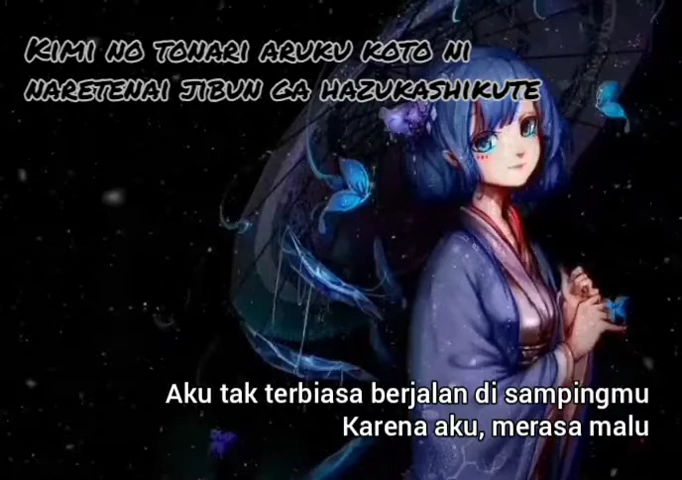 Kimi no tonari aruku koto ni
naretenai jibun ga hazukashikute
Aku tak terbiasa berjalan di sampingmu
Karena aku, merasa malu